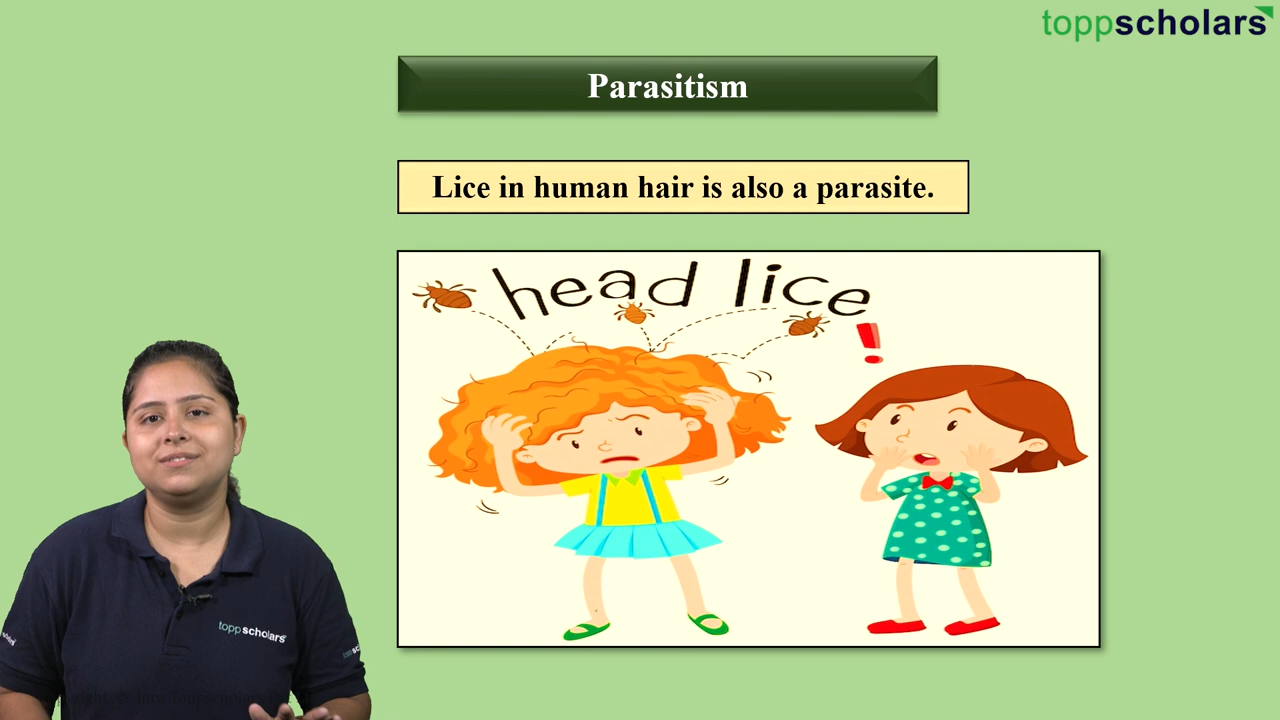 toppscholars
Parasitism
Lice in human hair is also a parasite.
head lice
!
toppscholars